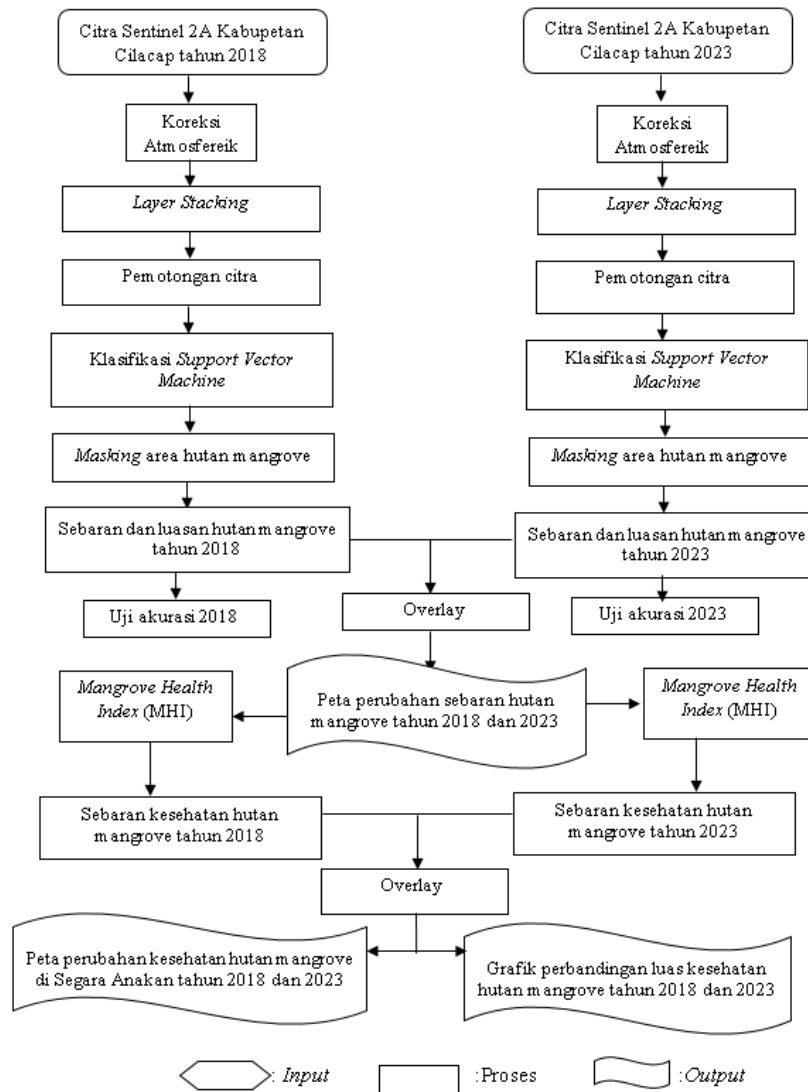 Citra Sentinel 2A Kabupetan
Cilacap tahun 2018
Citra Sentinel 2A Kabupetan
Cilacap tahun 2023
Koreksi
Atmosfereik
Koreksi
Atmosfereik
Layer Stacking
Layer Stacking
Pemotongan citra
Pemotongan citra
Klasifikasi Support Vector
Machine
Klasifikasi Support Vector
Machine
Masking area hutan mangrove
Masking area hutan mangrove
Sebaran dan luasan hutan mangrove
tahun 2018
Sebaran dan luasan hutan mangrove
tahun 2023
Uji akurasi 2018
Overlay
Uji akurasi 2023
Mangrove Health
Index (MHI)
Peta perubahan sebaran hutan
mangrove tahun 2018 dan 2023
Mangrove Health
Index (MHI)
Sebaran kesehatan hutan
mangrove tahun 2018
Sebaran kesehatan hutan
mangrove tahun 2023
Overlay
Peta perubahan kesehatan hutan mangrove
di Segara Anakan tahun 2018 dan 2023
Grafik perbandingan luas kesehatan
hutan mangrove tahun 2018 dan 2023
: Input
:Proses
: Output